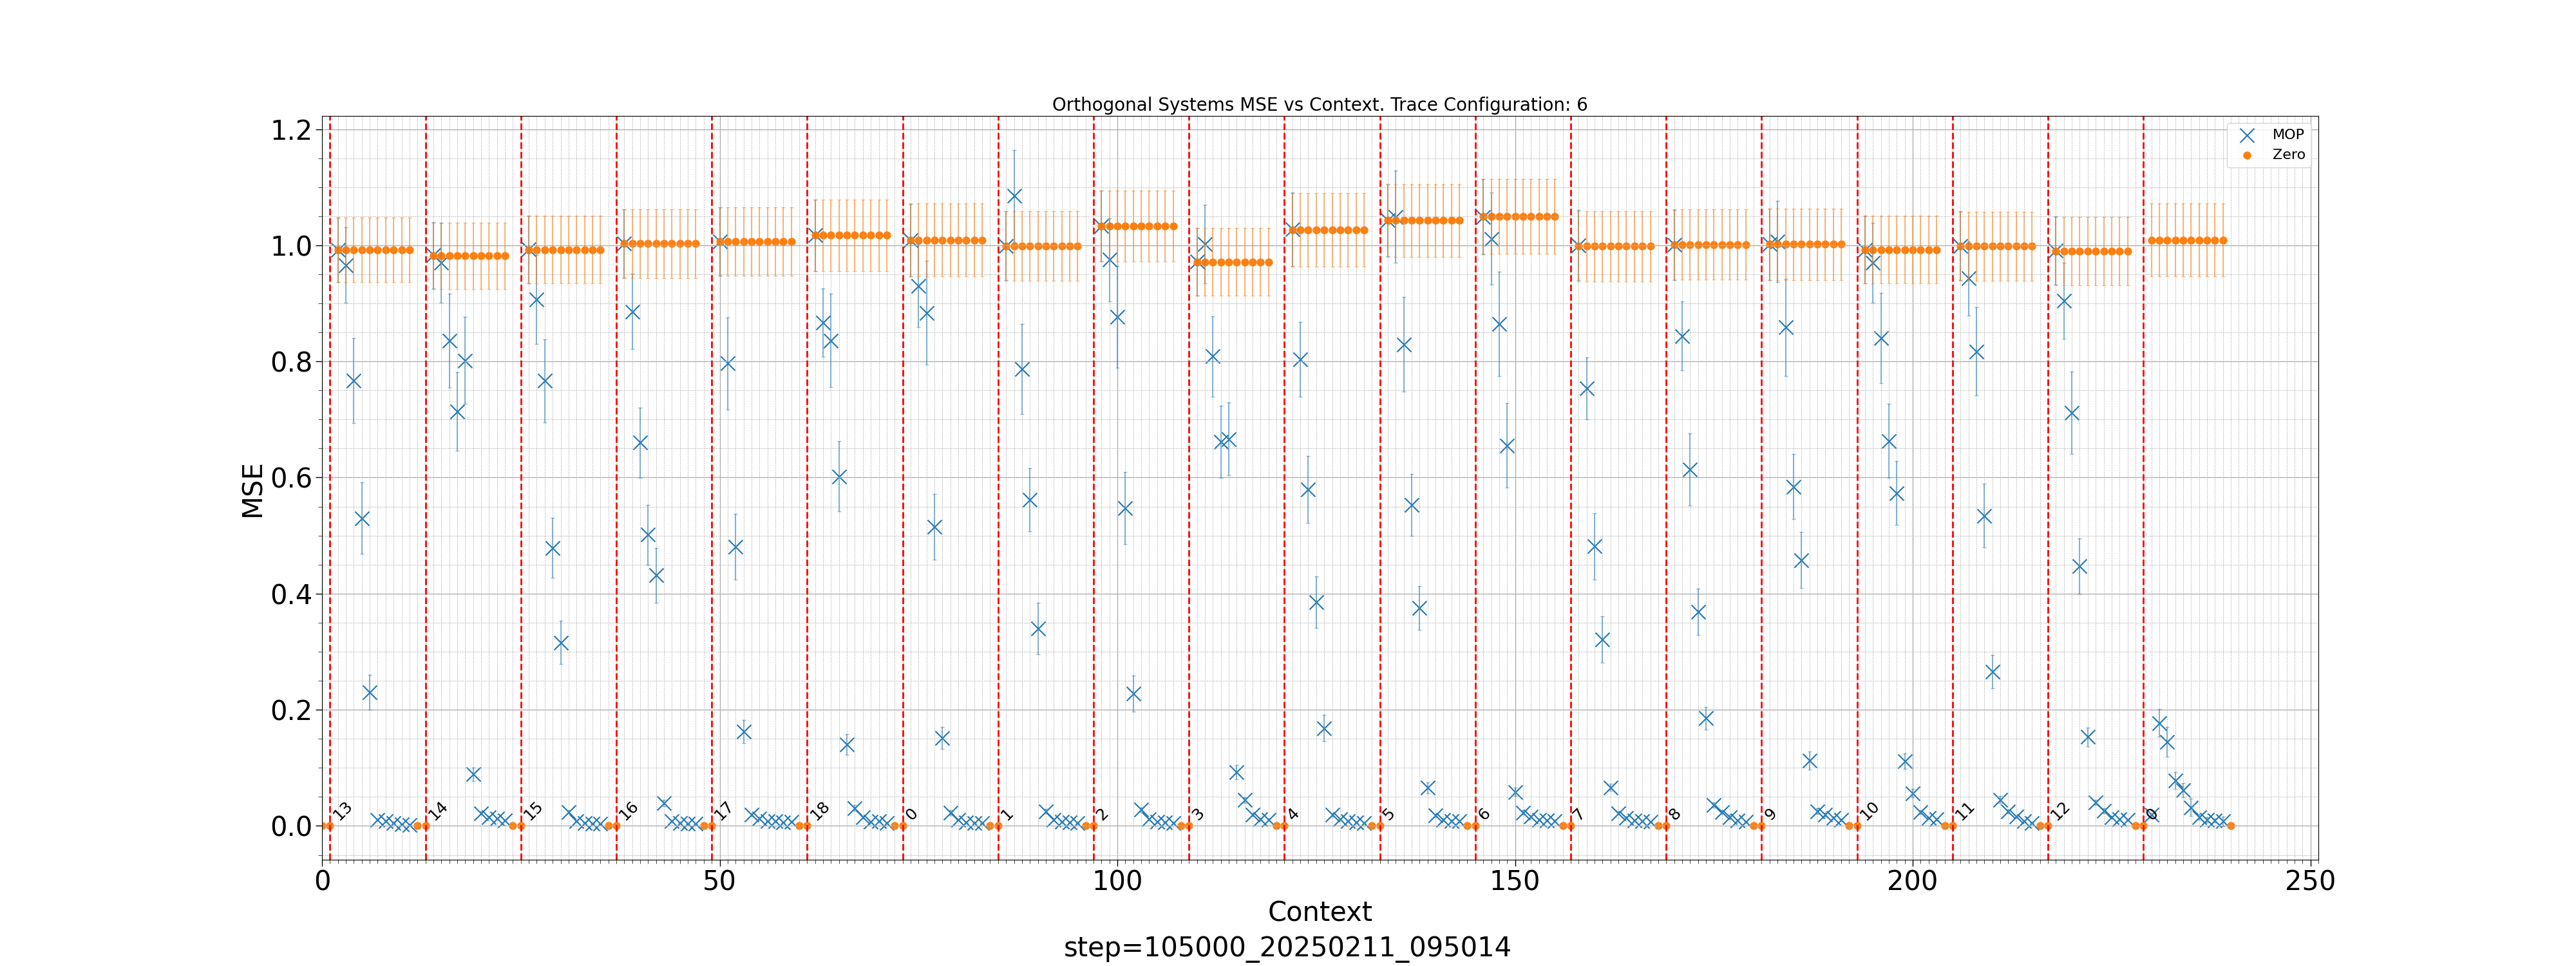 Orthogonal Systems MSE vs Context. Trace Configuration: 6
MOP
Zero
MSE
1.2
1.0
0.8
0.6
0.4
0.2
0.0
13 14 15 16 17 18 0 1 2 3 4 5 6 7 8 9 10 11 12 0
0 50 100 150 200 250
Context
step=105000_20250211_095014